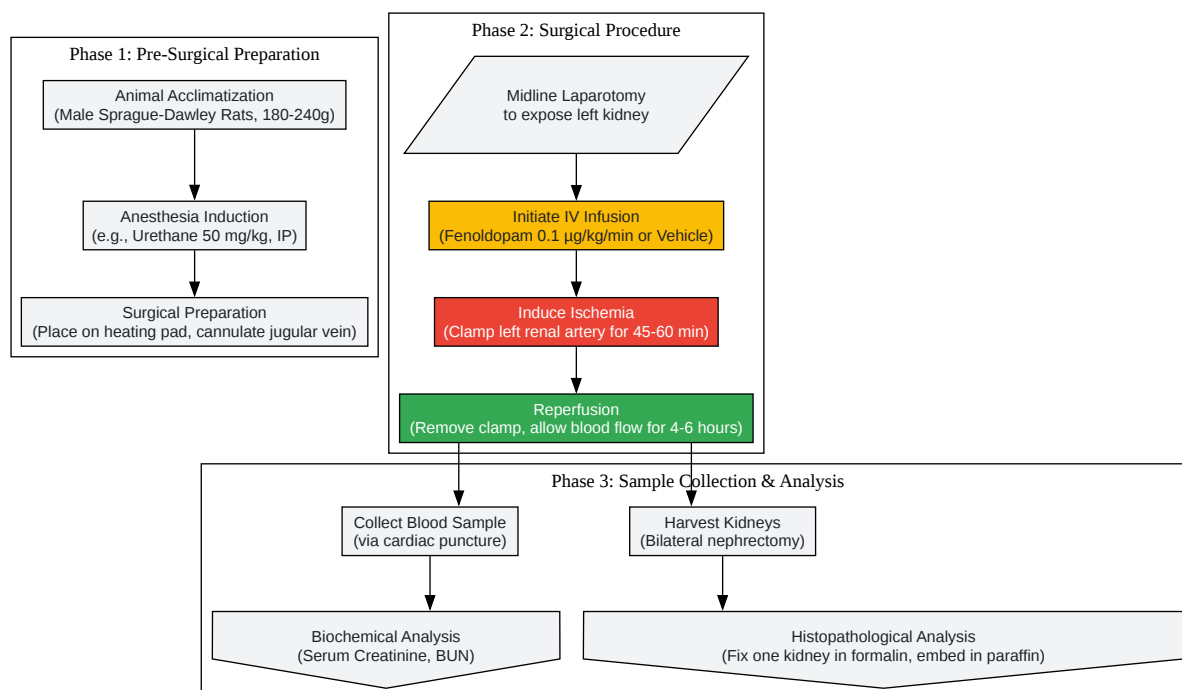 Phase 1: Pre-Surgical Preparation
Animal Acclimatization
(Male Sprague-Dawley Rats, 180-240g)
Anesthesia Induction
(e.g., Urethane 50 mg/kg, IP)
Surgical Preparation
(Place on heating pad, cannulate jugular vein)
Phase 2: Surgical Procedure
Midline Laparotomy
to expose left kidney
Initiate IV Infusion
(Fenoldopam 0.1 µg/kg/min or Vehicle)
Induce Ischemia
(Clamp left renal artery for 45-60 min)
Reperfusion
(Remove clamp, allow blood flow for 4-6 hours)
Phase 3: Sample Collection & Analysis
Collect Blood Sample
(via cardiac puncture)
Harvest Kidneys
(Bilateral nephrectomy)
Biochemical Analysis
(Serum Creatinine, BUN)
Histopathological Analysis
(Fix one kidney in formalin, embed in paraffin)